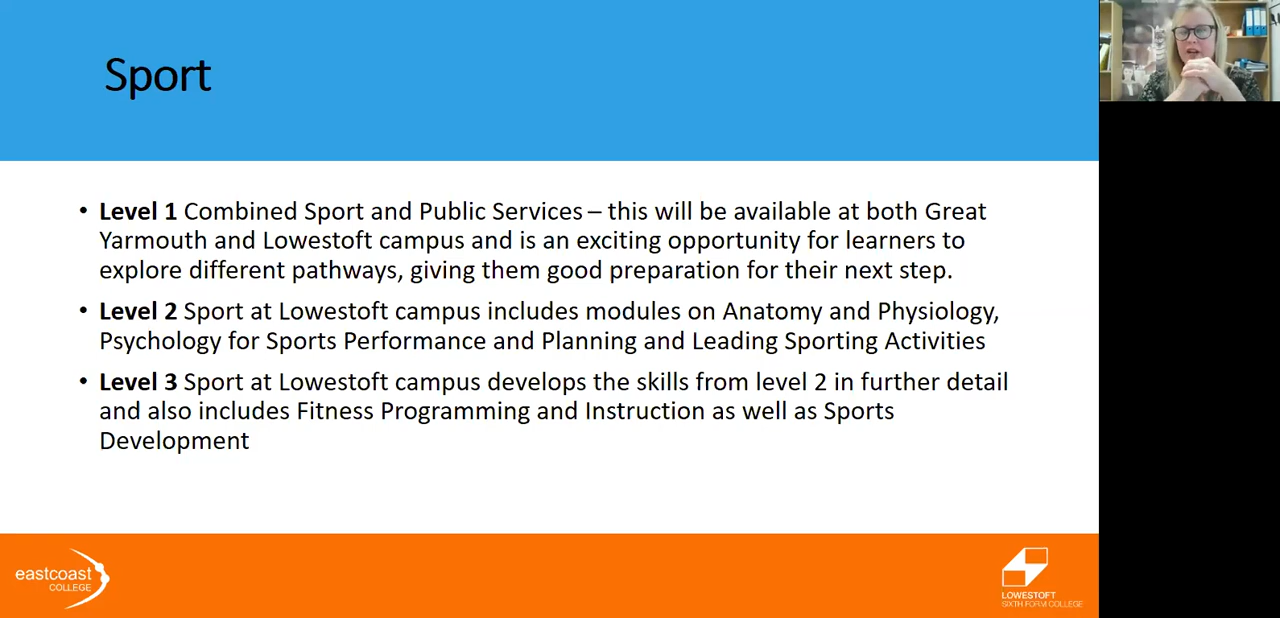 Sport
• Level 1 Combined Sport and Public Services – this will be available at both Great
Yarmouth and Lowestoft campus and is an exciting opportunity for learners to
explore different pathways, giving them good preparation for their next step.
• Level 2 Sport at Lowestoft campus includes modules on Anatomy and Physiology,
Psychology for Sports Performance and Planning and Leading Sporting Activities
• Level 3 Sport at Lowestoft campus develops the skills from level 2 in further detail
and also includes Fitness Programming and Instruction as well as Sports
Development
eastcoast
COLLEGE
LOWESTOFT
SIXTH FORM COLLEGE